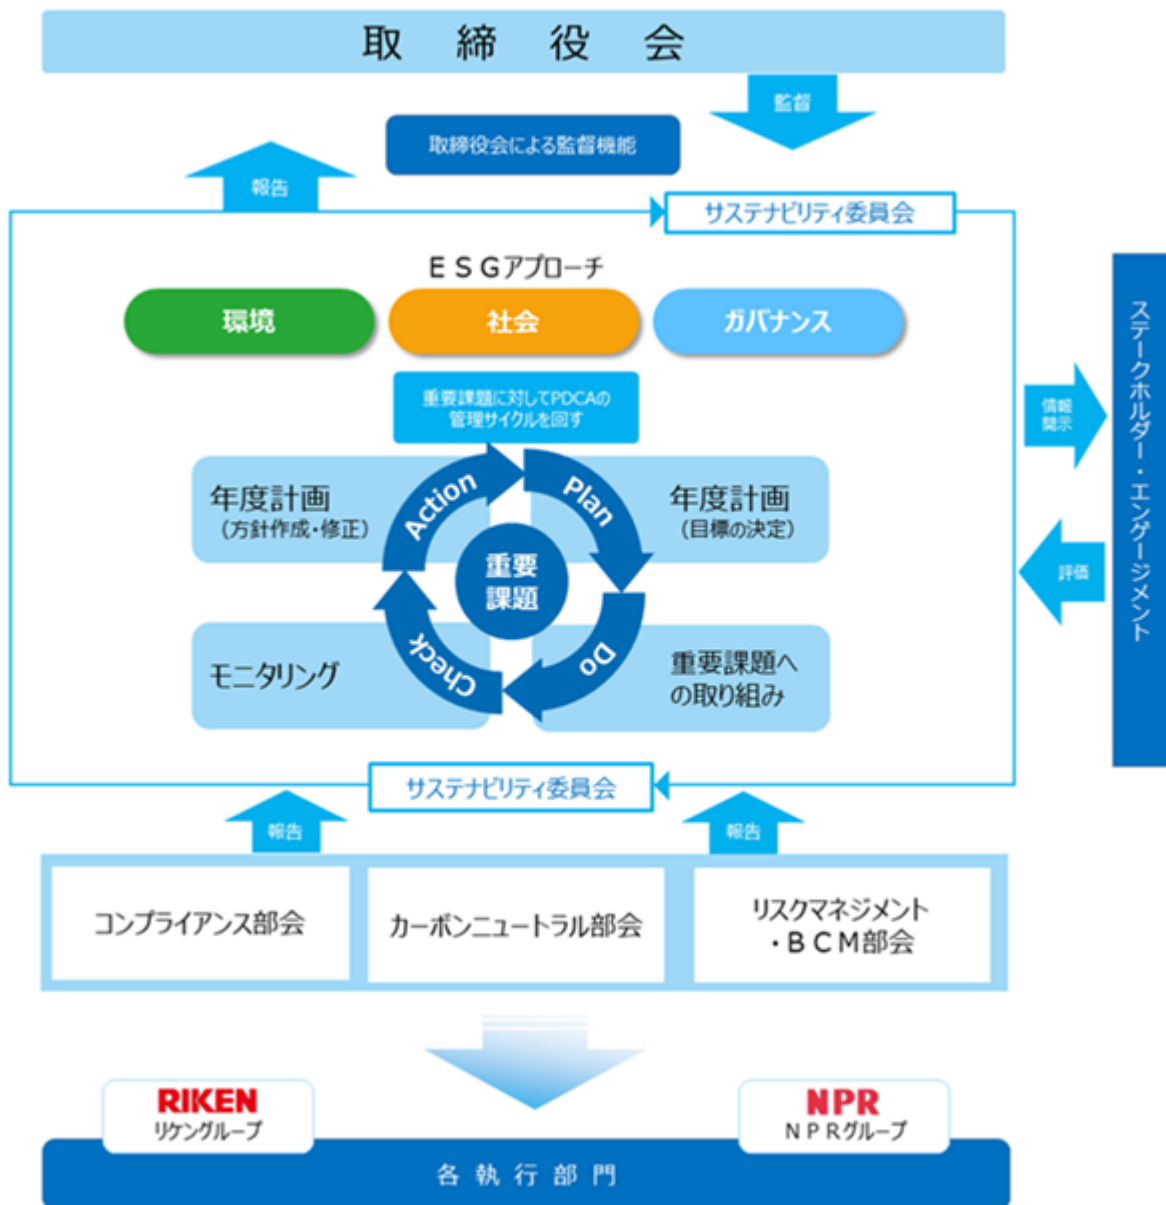 取締役会
監督
取締役会による監督機能
報告
サステナビリティ委員会
ＥＳＧアプローチ
環境
社会
ガバナンス
重要課題に対してPDCAの
管理サイクルを回す
年度計画
（方針作成・修正）
Action
Plan
年度計画
（目標の決定）
重要
課題
モニタリング
Check
Do
重要課題へ
の取り組み
情報
開示
評価
ステークホルダー・エンゲージメント
サステナビリティ委員会
報告
報告
コンプライアンス部会
カーボンニュートラル部会
リスクマネジメント
・ＢＣＭ部会
RIKEN
リケングループ
NPR
ＮＰＲグループ
各執行部門